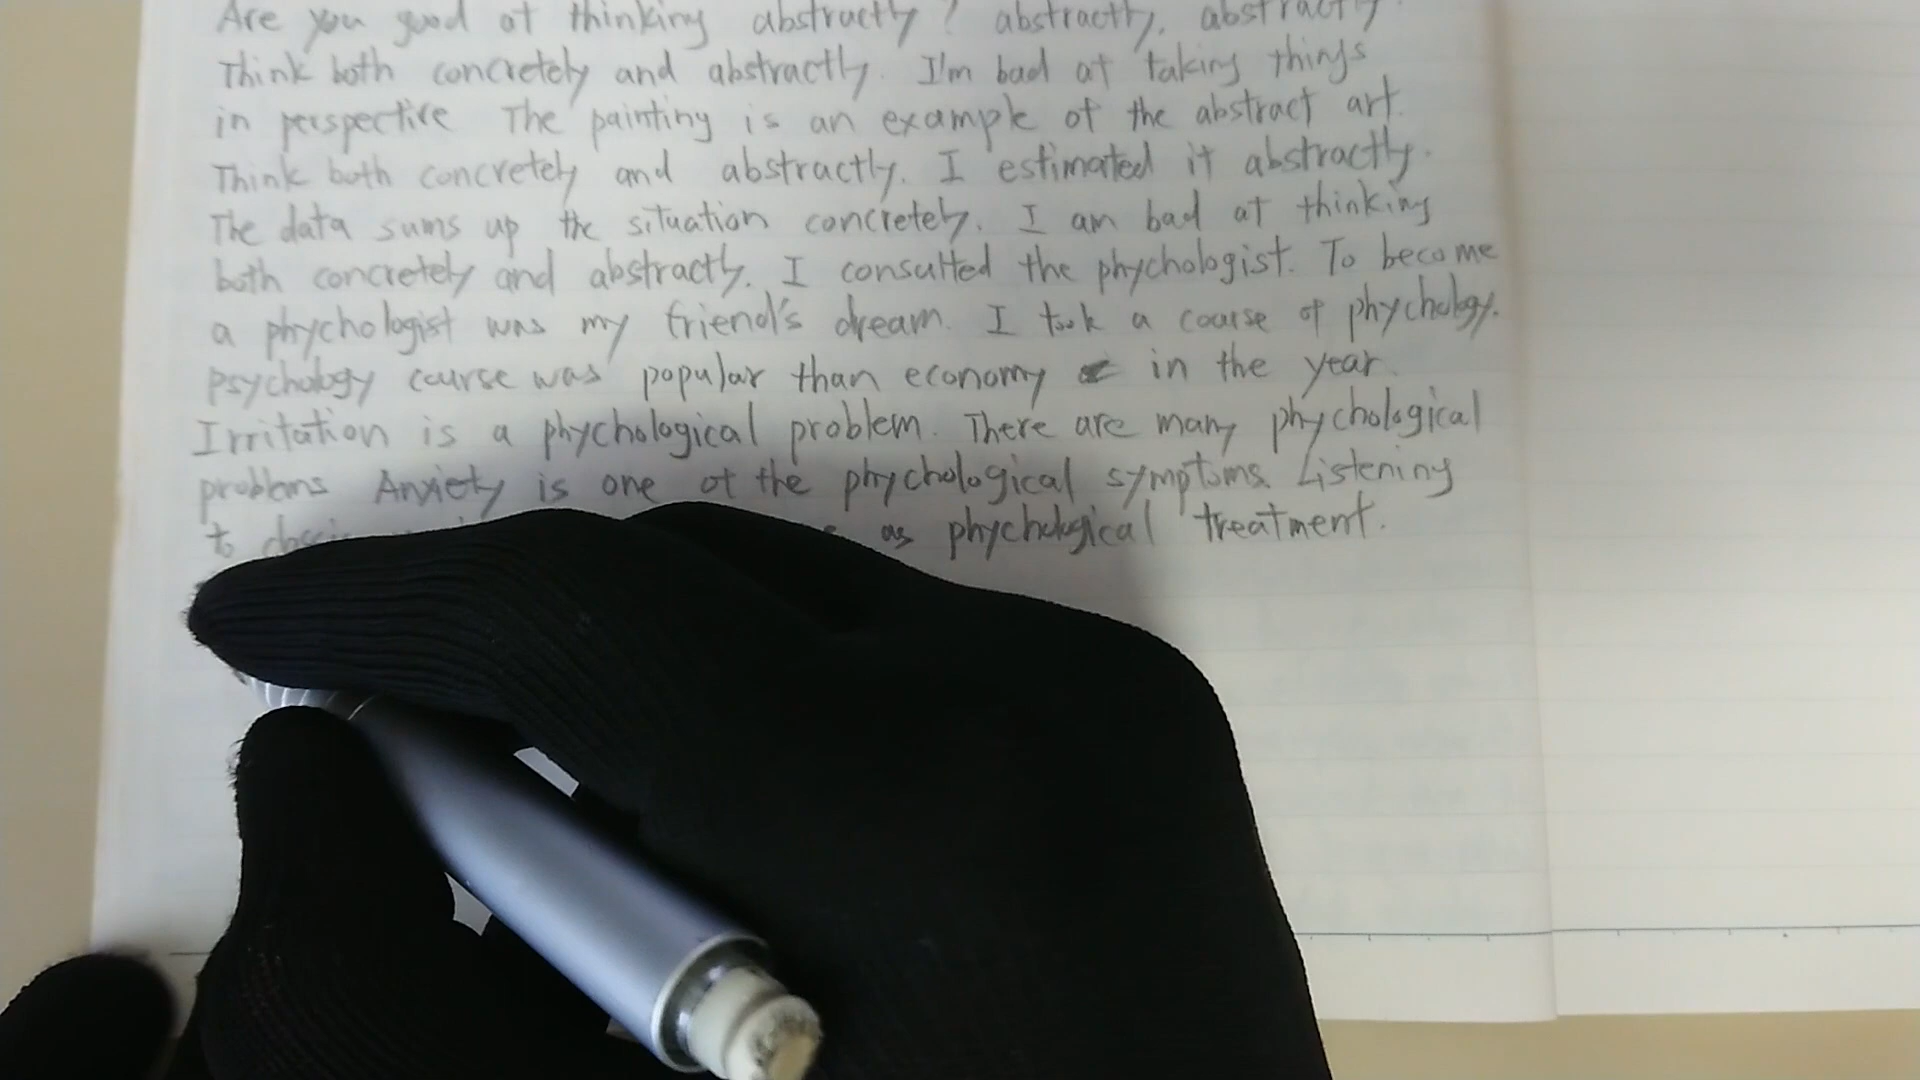 Are you good at thinking abstractly? abstractly, abstractly
Think both concretely and abstractly. I'm bad at taking things
in perspective The painting is an example of the abstract art.
Think both concretely and abstractly. I estimated it abstractly.
The data sums up the situation concretely. I am bad at thinking
both concretely and abstractly. I consulted the phychologist. To become
a phychologist was my friend's dream. I took a course of phychology.
psychology course was popular than economy in the year.
Irritation is a phychological problem. There are many phychological
problems Anxiety is one of the phychological symptoms. Listening
to as phychological treatment.